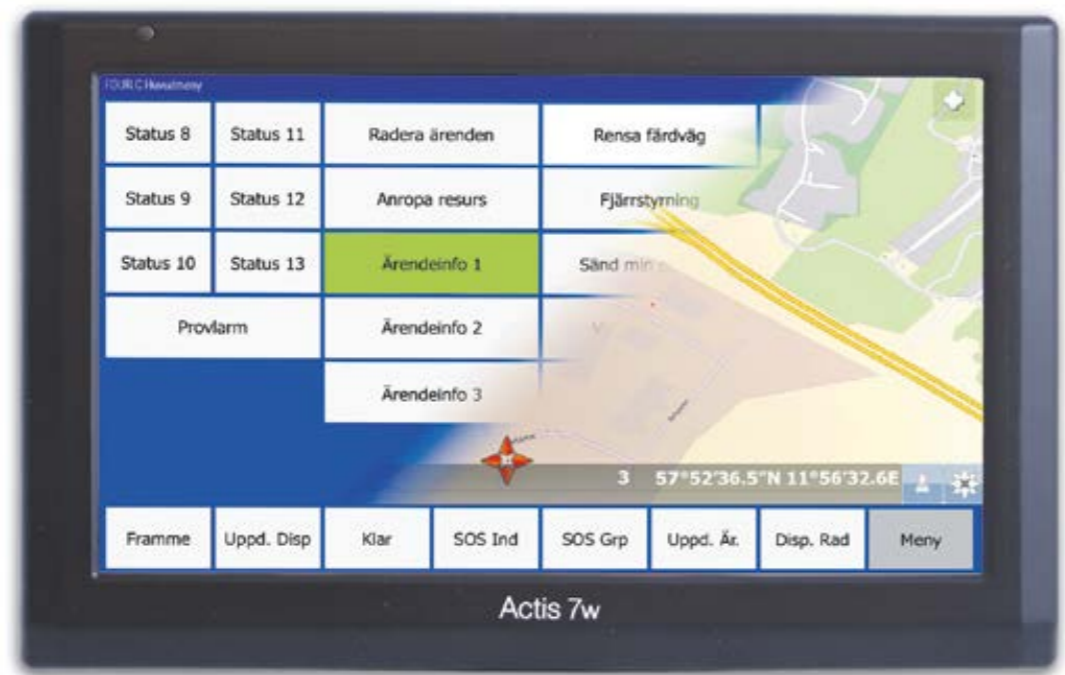 Status 8 Status 11 Radera ärenden Rensa färdväg
Status 9 Status 12 Anropa resurs Fjärrstyrning
Status 10 Status 13 Ärendeinfo 1 Sänd min
Provlarm Ärendeinfo 2
Ärendeinfo 3
3 57°52'36.5"N 11°56'32.6E
Framme Uppd. Disp Klar SOS Ind SOS Grp Uppd. Är. Disp. Rad Meny
Actis 7w